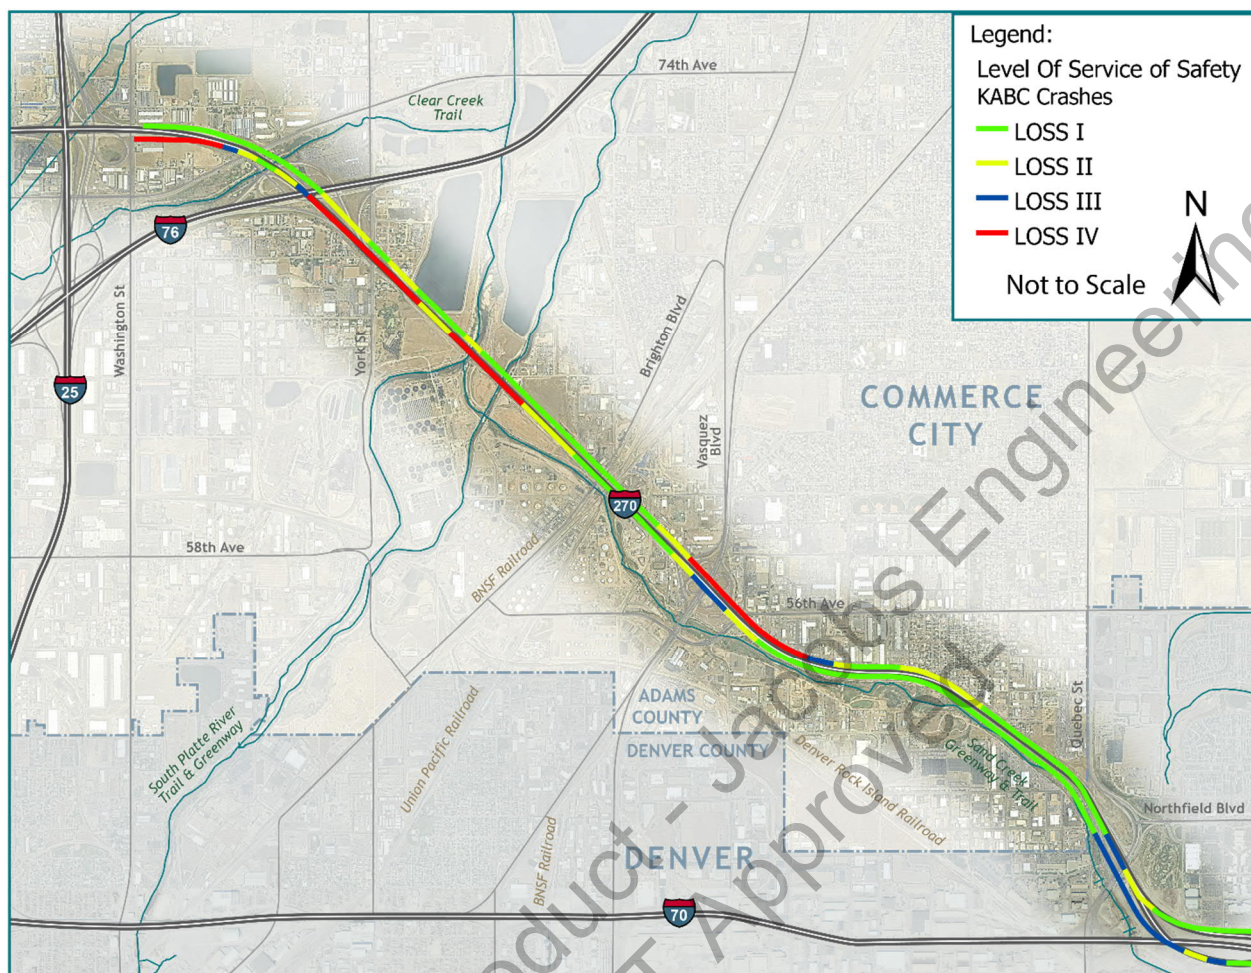 Legend:
Level Of Service of Safety
KABC Crashes
LOSS I
LOSS II
LOSS III
LOSS IV
N
Not to Scale
74th Ave
Clear Creek
Trail
76
Washington St
York St
25
Brighton Blvd
Vasquez
Blvd
COMMERCE
CITY
270
58th Ave
BNSF Railroad
56th Ave
ADAMS
COUNTY
DENVER COUNTY
South Platte River
Trail & Greenway
Union Pacific Railroad
Denver Rock Island Railroad
Sand Creek
Greenway & Trail
Quebec St
Northfield Blvd
BNSF Railroad
DENVER
70
Product - Jacobs Engineering
Approved -